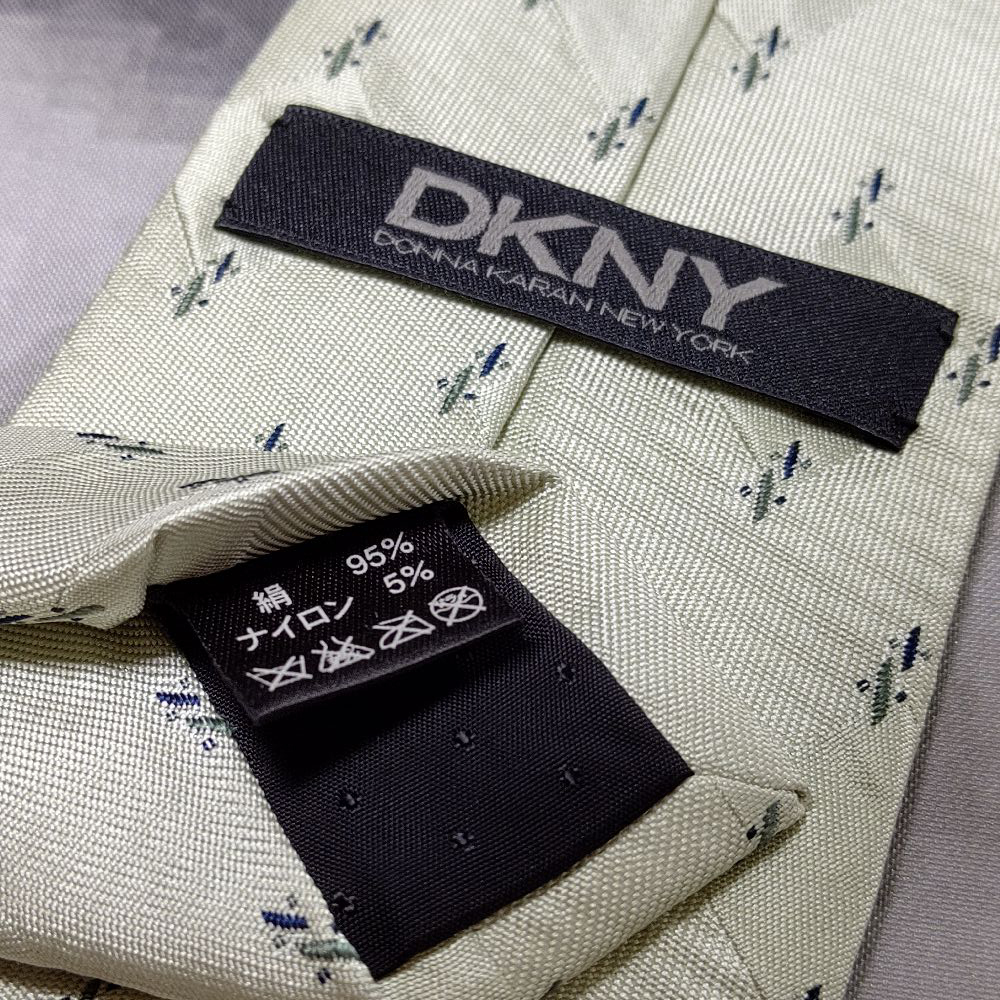 DKNY
DONNA KARAN NEW YORK
絹 95%
ナイロン 5%